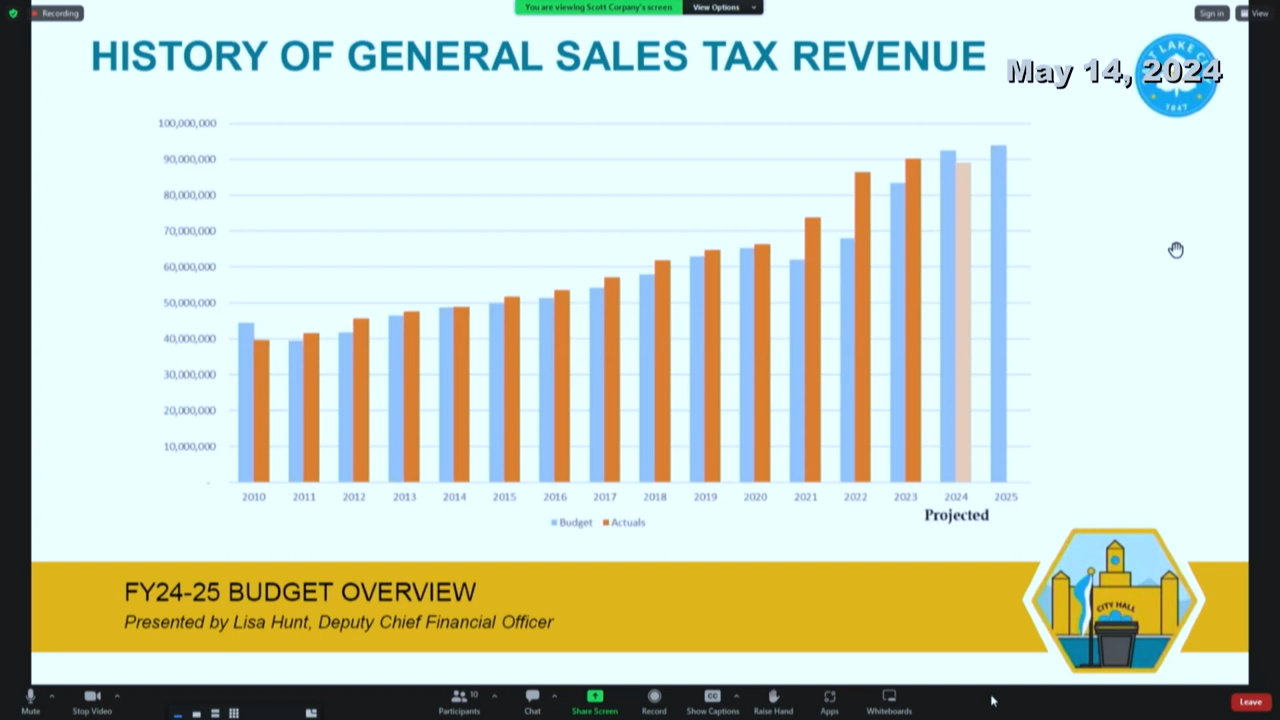 Recording
You are viewing Scott Corpany's screen
View Options
Sign in
View
HISTORY OF GENERAL SALES TAX REVENUE
May 14, 2024
LAKE
1847
100,000,000
90,000,000
80,000,000
70,000,000
60,000,000
50,000,000
40,000,000
30,000,000
20,000,000
10,000,000
-
2010 2011 2012 2013 2014 2015 2016 2017 2018 2019 2020 2021 2022 2023 2024 2025
Projected
Budget Actuals
FY24-25 BUDGET OVERVIEW
Presented by Lisa Hunt, Deputy Chief Financial Officer
CITY HALL
10
Mute
Stop Video
Participants
Chat
Share Screen
Record
CC
Show Captions
Raise Hand
Apps
Whiteboards
Leave